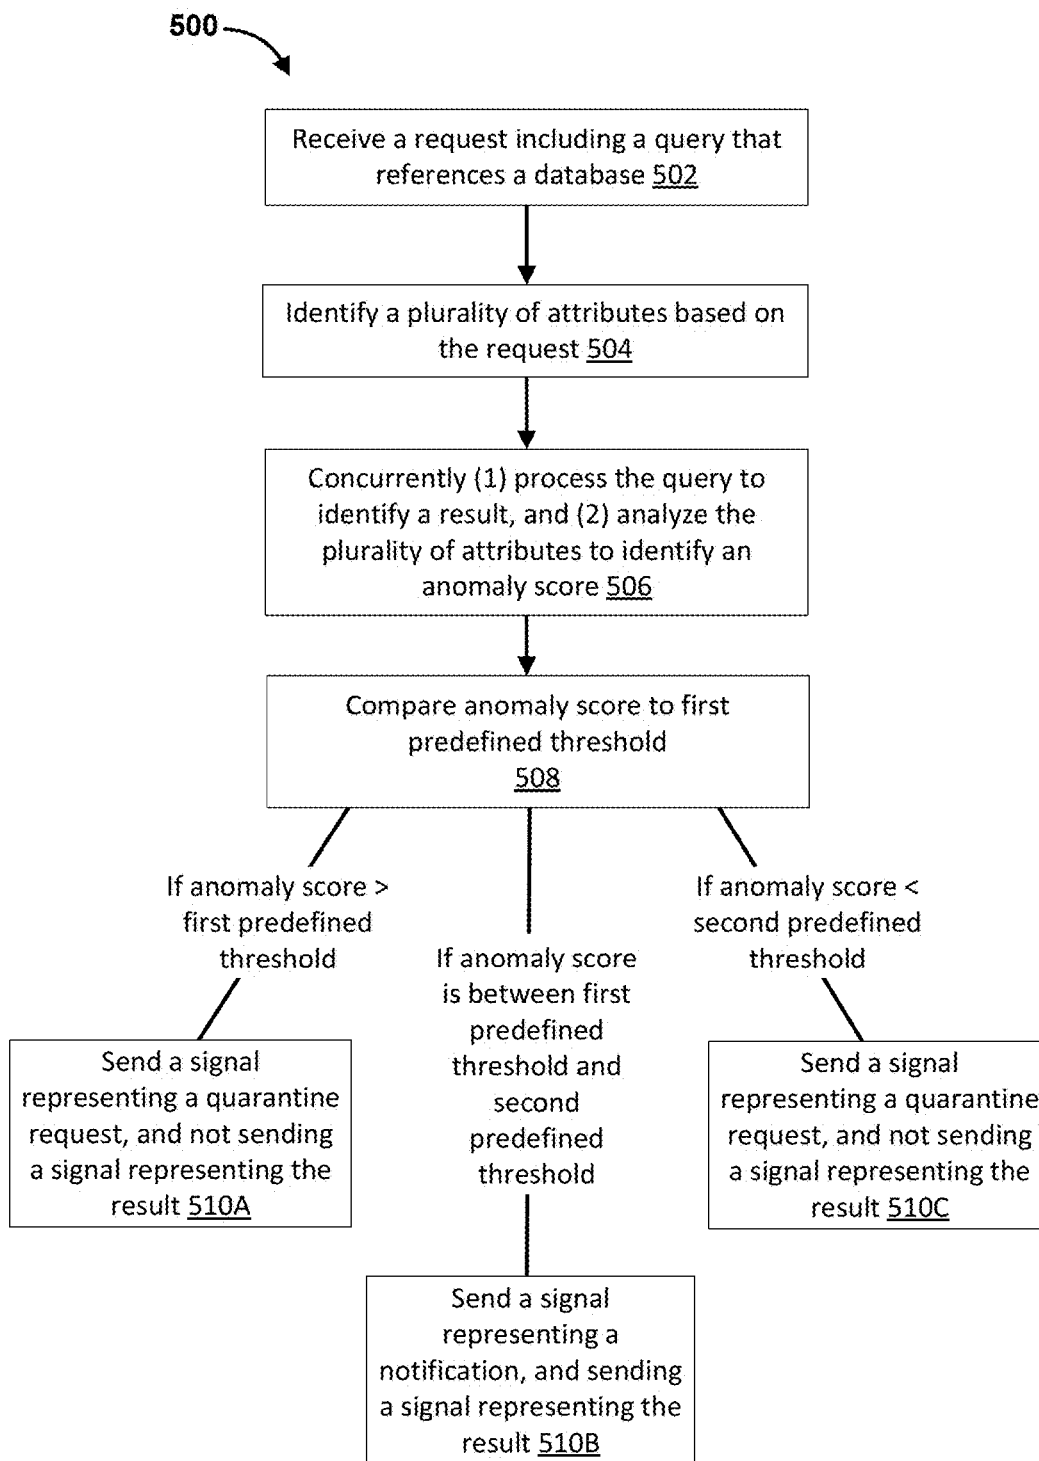 500
Receive a request including a query that
references a database 502
Identify a plurality of attributes based on
the request 504
Concurrently (1) process the query to
identify a result, and (2) analyze the
plurality of attributes to identify an
anomaly score 506
Compare anomaly score to first
predefined threshold
508
If anomaly score >
first predefined
threshold
If anomaly score
is between first
predefined
threshold and
second
predefined
threshold
If anomaly score <
second predefined
threshold
Send a signal
representing a quarantine
request, and not sending
a signal representing the
result 510A
Send a signal
representing a
notification, and sending
a signal representing the
result 510B
Send a signal
representing a quarantine
request, and not sending
a signal representing the
result 510C